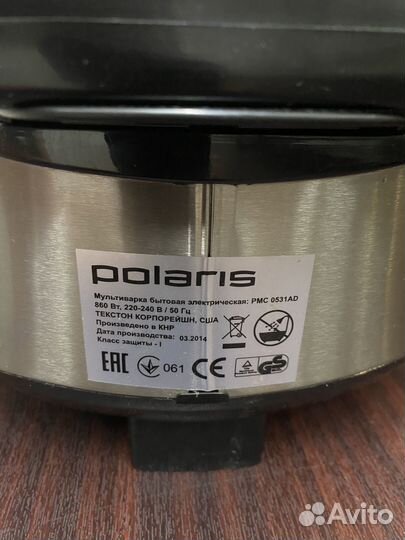 polaris
Мультиварка бытовая электрическая: PMC 0531AD
860 Вт, 220-240 В / 50 Гц
ТЕКСТОН КОРПОРЕЙШН, США
Произведено в КНР
Дата производства: 03.2014
Класс защиты - I
EAC 061 CE
Avito